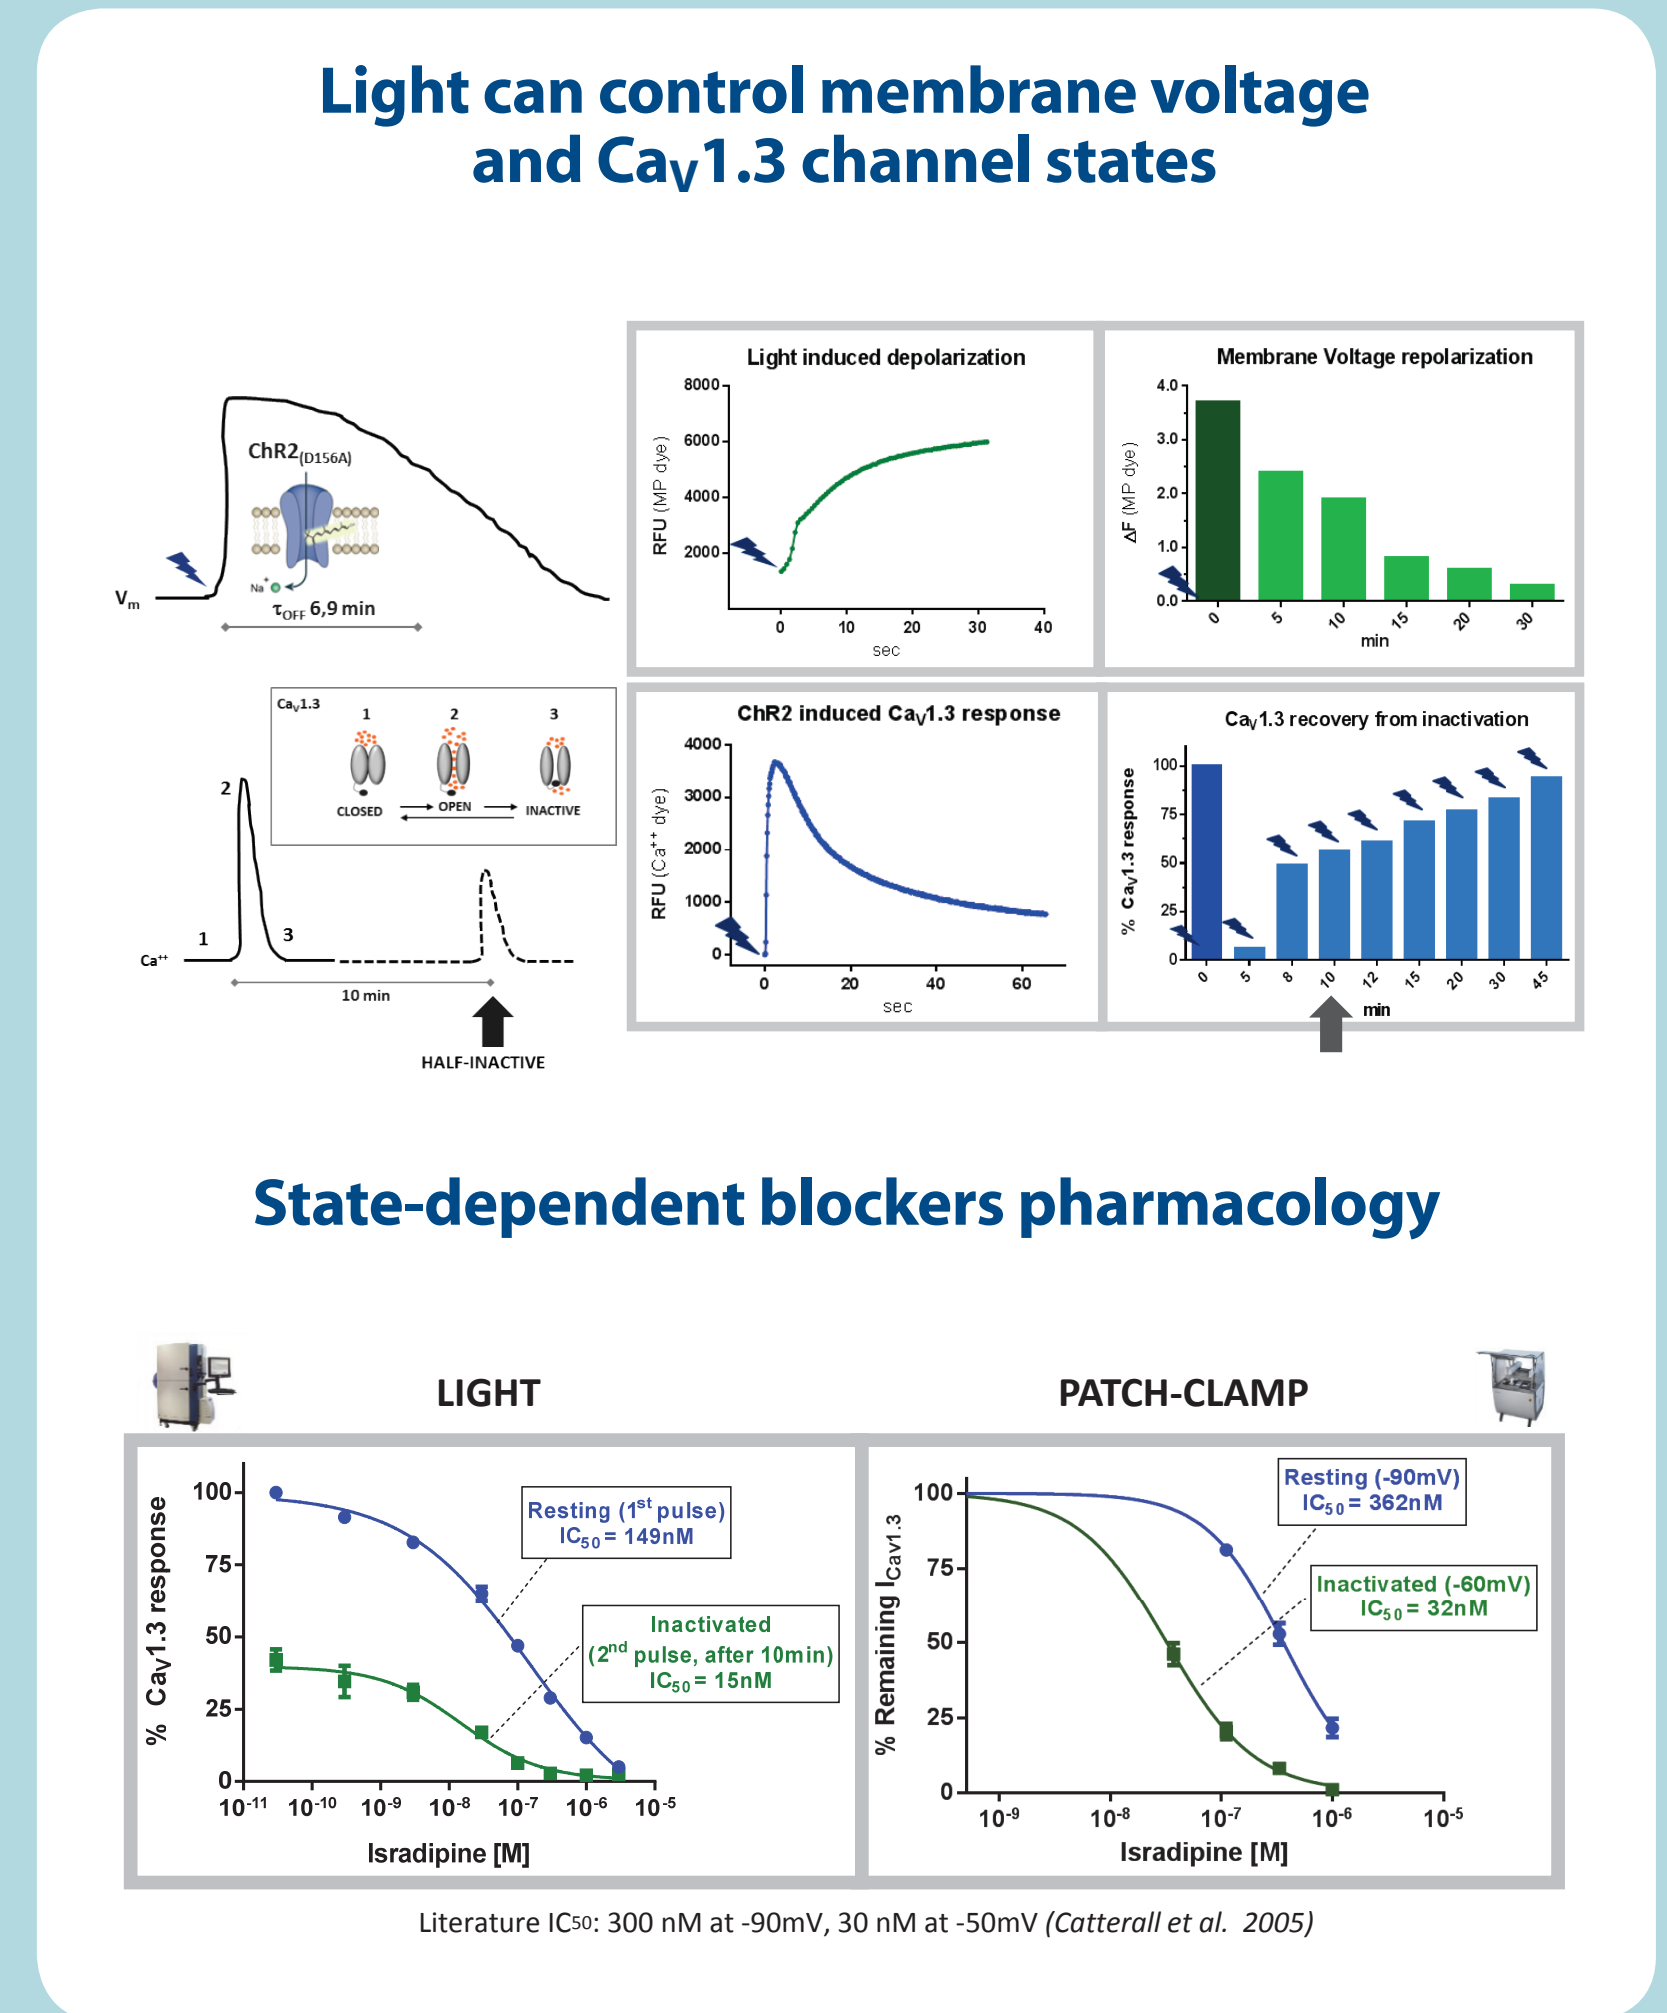 Light can control membrane voltage
and CaV1.3 channel states
ChR2(D156A)
Na+
Vm
τOFF 6,9 min
Light induced depolarization
RFU (MP dye)
8000
6000
4000
2000
0 10 20 30 40
sec
Membrane Voltage repolarization
ΔF (MP dye)
4.0
3.0
2.0
1.0
0.0
0 5 10 15 20 30
min
CaV1.3
1 2 3
CLOSED OPEN INACTIVE
2
1 3
Ca++
10 min
HALF-INACTIVE
ChR2 induced CaV1.3 response
RFU (Ca++ dye)
4000
3000
2000
1000
0
0 20 40 60
sec
CaV1.3 recovery from inactivation
% CaV1.3 response
100
75
50
25
0
0 5 8 10 12 15 20 30 45
min
State-dependent blockers pharmacology
LIGHT
% CaV1.3 response
100
75
50
25
0
Resting (1st pulse)
IC50 = 149nM
Inactivated
(2nd pulse, after 10min)
IC50 = 15nM
10-11 10-10 10-9 10-8 10-7 10-6 10-5
Isradipine [M]
PATCH-CLAMP
% Remaining ICav1.3
100
75
50
25
0
Resting (-90mV)
IC50 = 362nM
Inactivated (-60mV)
IC50 = 32nM
10-9 10-8 10-7 10-6 10-5
Isradipine [M]
Literature IC50: 300 nM at -90mV, 30 nM at -50mV (Catterall et al. 2005)